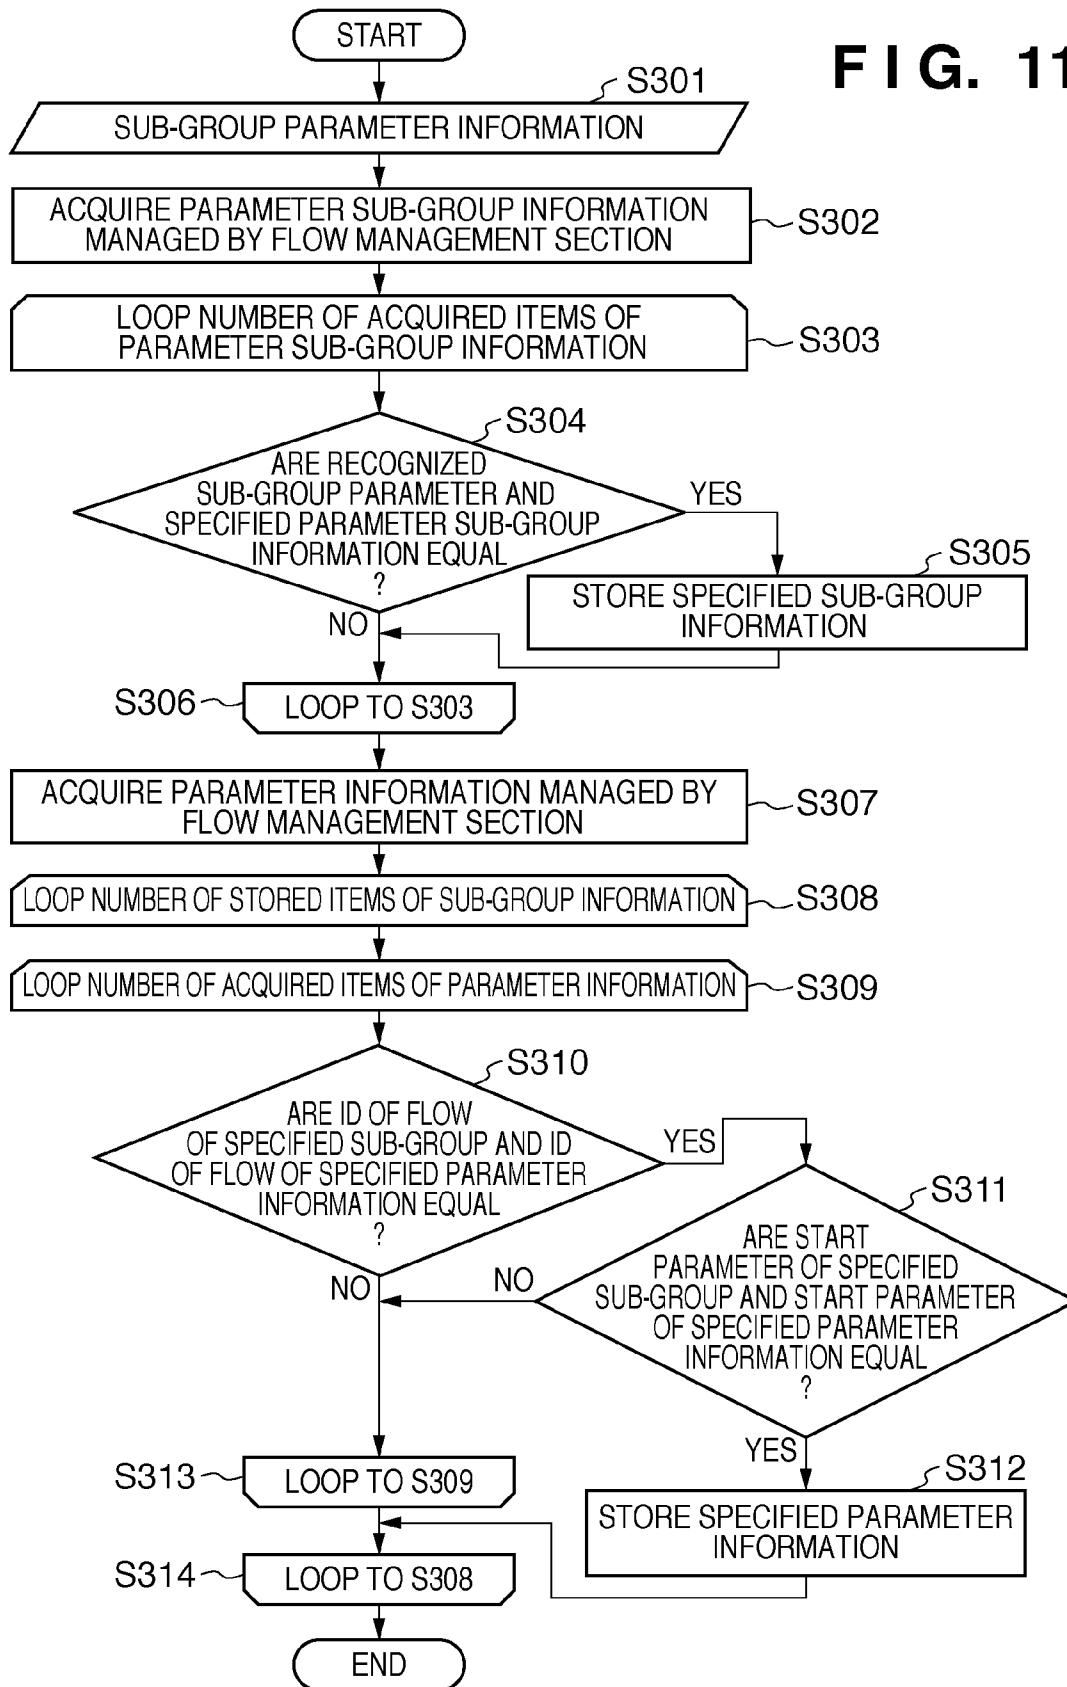 START
FIG. 11
S301
SUB-GROUP PARAMETER INFORMATION
ACQUIRE PARAMETER SUB-GROUP INFORMATION
MANAGED BY FLOW MANAGEMENT SECTION
S302
LOOP NUMBER OF ACQUIRED ITEMS OF
PARAMETER SUB-GROUP INFORMATION
S303
S304
ARE RECOGNIZED
SUB-GROUP PARAMETER AND
SPECIFIED PARAMETER SUB-GROUP
INFORMATION EQUAL
?
YES
NO
S305
STORE SPECIFIED SUB-GROUP
INFORMATION
S306
LOOP TO S303
ACQUIRE PARAMETER INFORMATION MANAGED BY
FLOW MANAGEMENT SECTION
S307
LOOP NUMBER OF STORED ITEMS OF SUB-GROUP INFORMATION
S308
LOOP NUMBER OF ACQUIRED ITEMS OF PARAMETER INFORMATION
S309
S310
ARE ID OF FLOW
OF SPECIFIED SUB-GROUP AND ID
OF FLOW OF SPECIFIED PARAMETER
INFORMATION EQUAL
?
YES
NO
S311
ARE START
PARAMETER OF SPECIFIED
SUB-GROUP AND START PARAMETER
OF SPECIFIED PARAMETER
INFORMATION EQUAL
?
NO
YES
S312
STORE SPECIFIED PARAMETER
INFORMATION
S313
LOOP TO S309
S314
LOOP TO S308
END